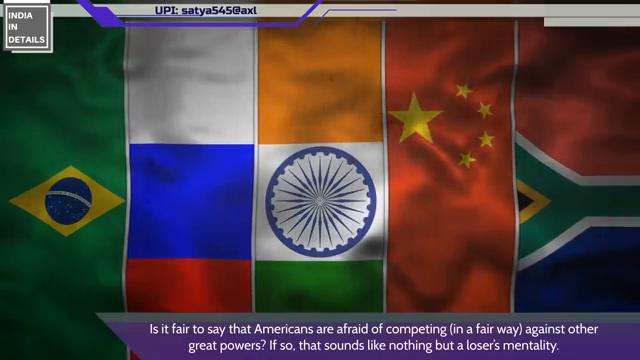 UPI: satya545@axl
INDIA
IN
DETAILS
Is it fair to say that Americans are afraid of competing (in a fair way) against other
great powers? If so, that sounds like nothing but a loser's mentality.